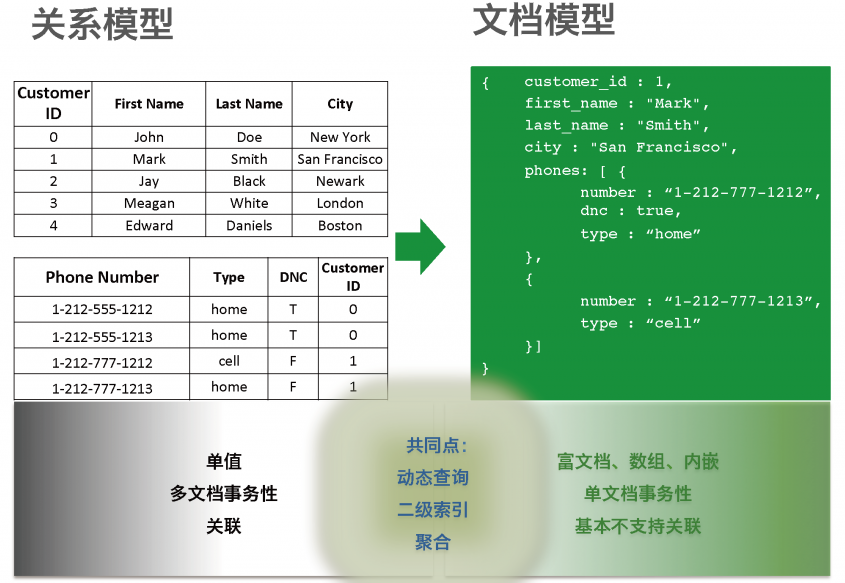 关系模型
文档模型
Customer ID First Name Last Name City
0 John Doe New York
1 Mark Smith San Francisco
2 Jay Black Newark
3 Meagan White London
4 Edward Daniels Boston
Phone Number Type DNC Customer ID
1-212-555-1212 home T 0
1-212-555-1213 home T 0
1-212-777-1212 cell F 1
1-212-777-1213 home F 1
{ customer_id : 1,
first_name : "Mark",
last_name : "Smith",
city : "San Francisco",
phones: [ {
number : “1-212-777-1212”,
dnc : true,
type : “home”
},
{
number : “1-212-777-1213”,
type : “cell”
}]
}
单值
多文档事务性
关联
共同点:
动态查询
二级索引
聚合
富文档、数组、内嵌
单文档事务性
基本不支持关联